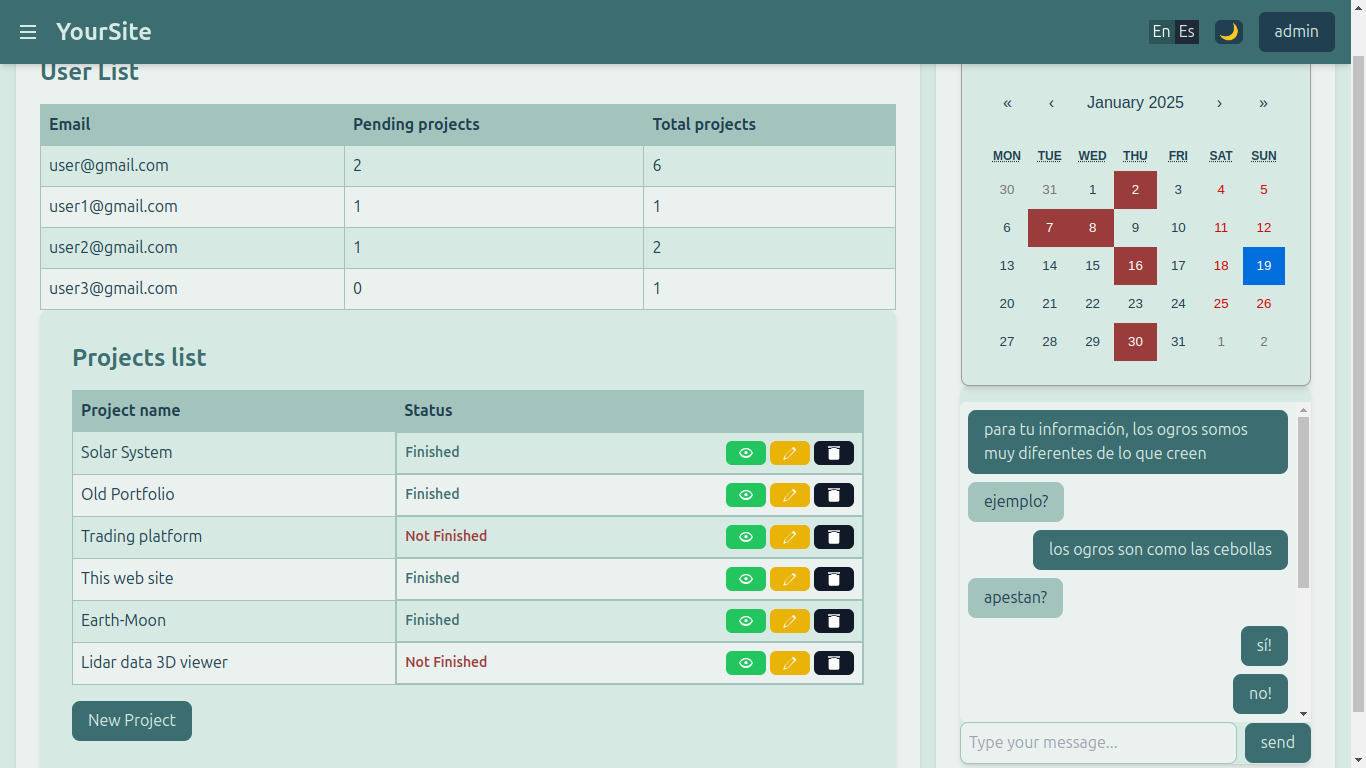 YourSite
En Es
admin
User List
Email Pending projects Total projects
user@gmail.com 2 6
user1@gmail.com 1 1
user2@gmail.com 1 2
user3@gmail.com 0 1
Projects list
Project name Status
Solar System Finished
Old Portfolio Finished
Trading platform Not Finished
This web site Finished
Earth-Moon Finished
Lidar data 3D viewer Not Finished
New Project
« ‹ January 2025 › »
MON TUE WED THU FRI SAT SUN
30 31 1 2 3 4 5
6 7 8 9 10 11 12
13 14 15 16 17 18 19
20 21 22 23 24 25 26
27 28 29 30 31 1 2
para tu información, los ogros somos
muy diferentes de lo que creen
ejemplo?
los ogros son como las cebollas
apestan?
sí!
no!
Type your message...
send